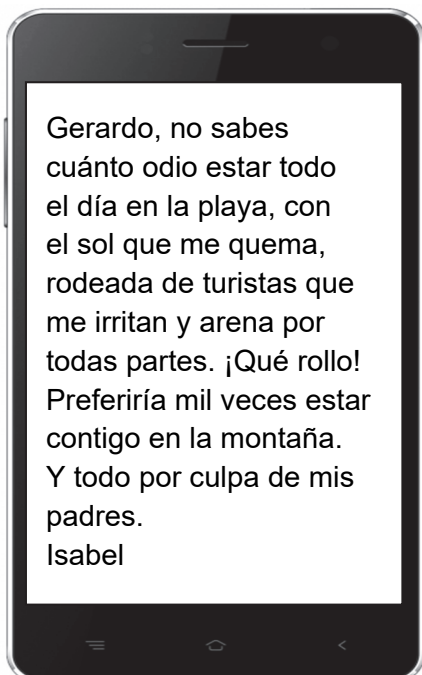 Gerardo, no sabes
cuánto odio estar todo
el día en la playa, con
el sol que me quema,
rodeada de turistas que
me irritan y arena por
todas partes. ¡Qué rollo!
Preferiría mil veces estar
contigo en la montaña.
Y todo por culpa de mis
padres.
Isabel